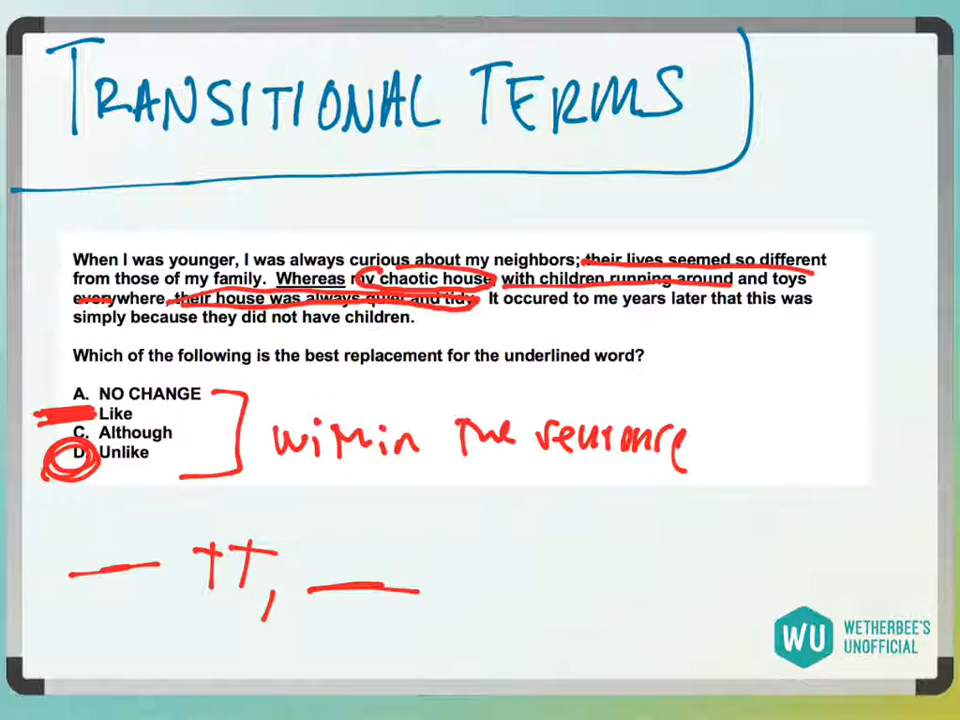 TRANSITIONAL TERMS
When I was younger, I was always curious about my neighbors; their lives seemed so different
from those of my family. Whereas my chaotic house, with children running around and toys
everywhere, their house was always quiet and tidy. It occured to me years later that this was
simply because they did not have children.
Which of the following is the best replacement for the underlined word?
A. NO CHANGE
Like
C. Although
D. Unlike
within the sentence
— TT, —
WU WETHERBEE'S
UNOFFICIAL